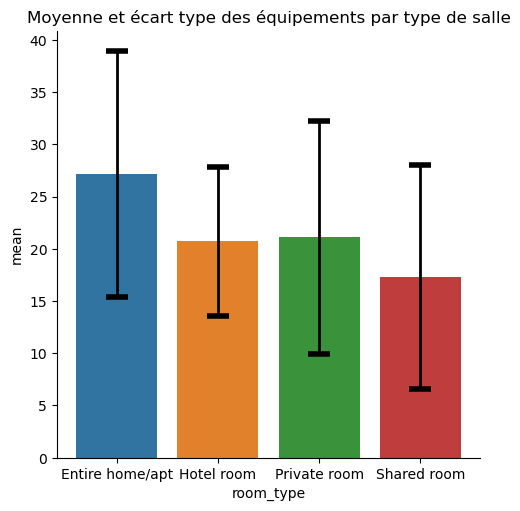 Moyenne et écart type des équipements par type de salle
40
35
30
25
20
15
10
5
0
mean
Entire home/apt Hotel room Private room Shared room
room_type